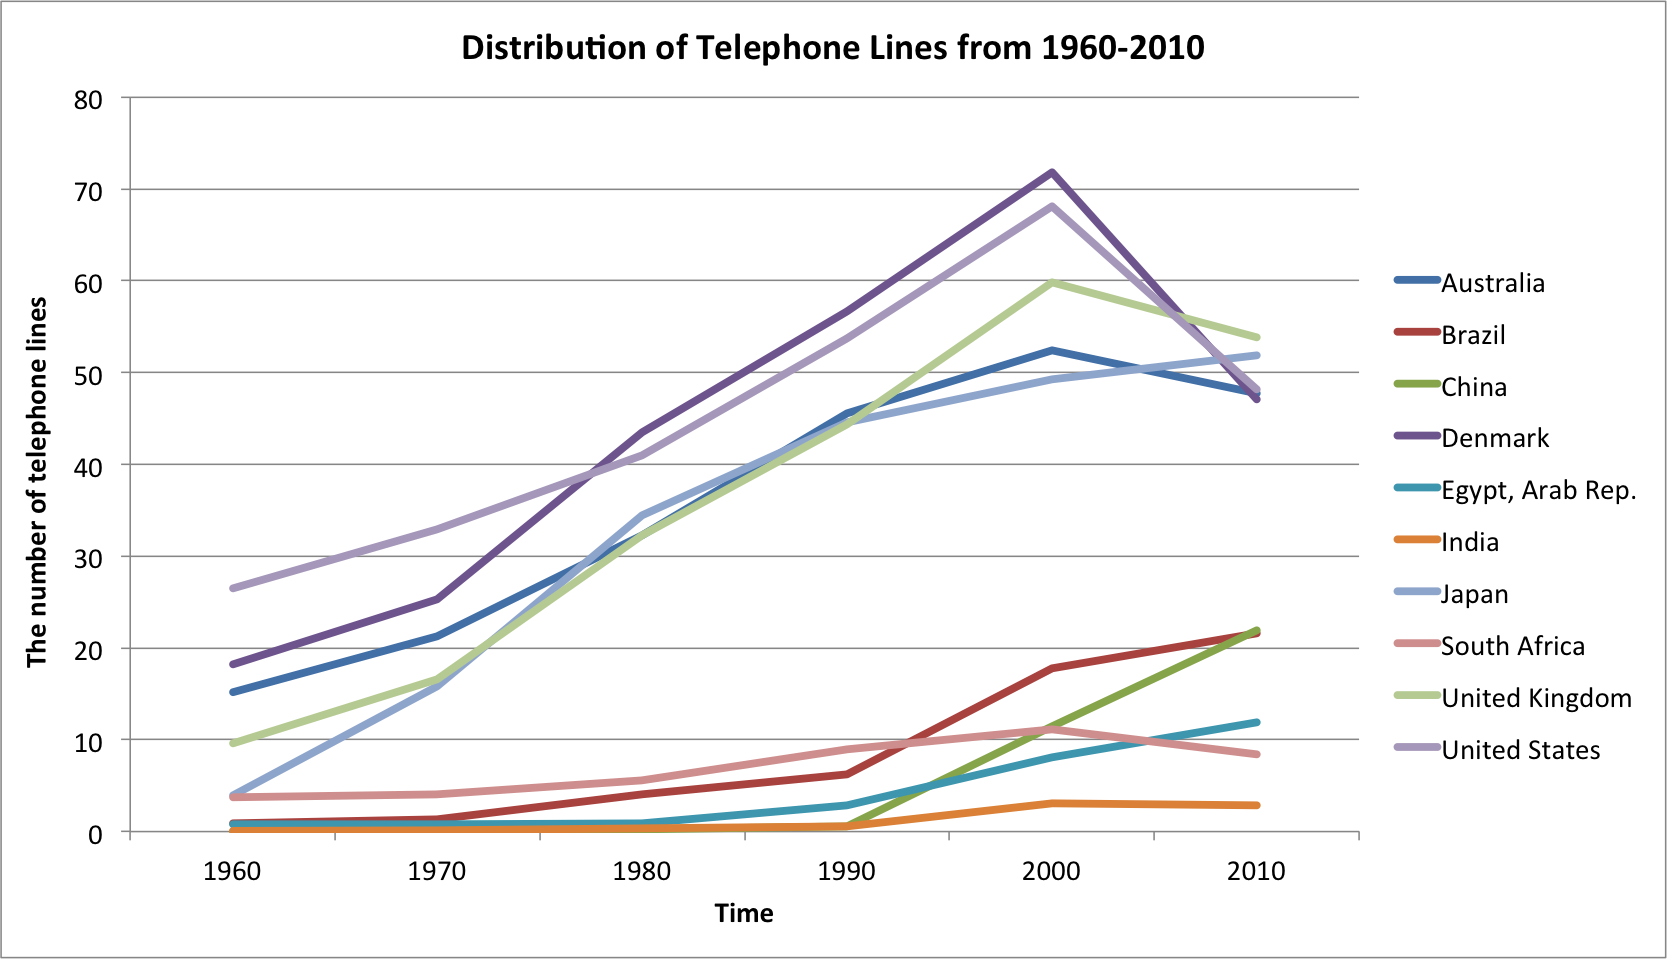 Distribution of Telephone Lines from 1960-2010
The number of telephone lines
80
70
60
50
40
30
20
10
0
1960 1970 1980 1990 2000 2010
Time
Australia
Brazil
China
Denmark
Egypt, Arab Rep.
India
Japan
South Africa
United Kingdom
United States